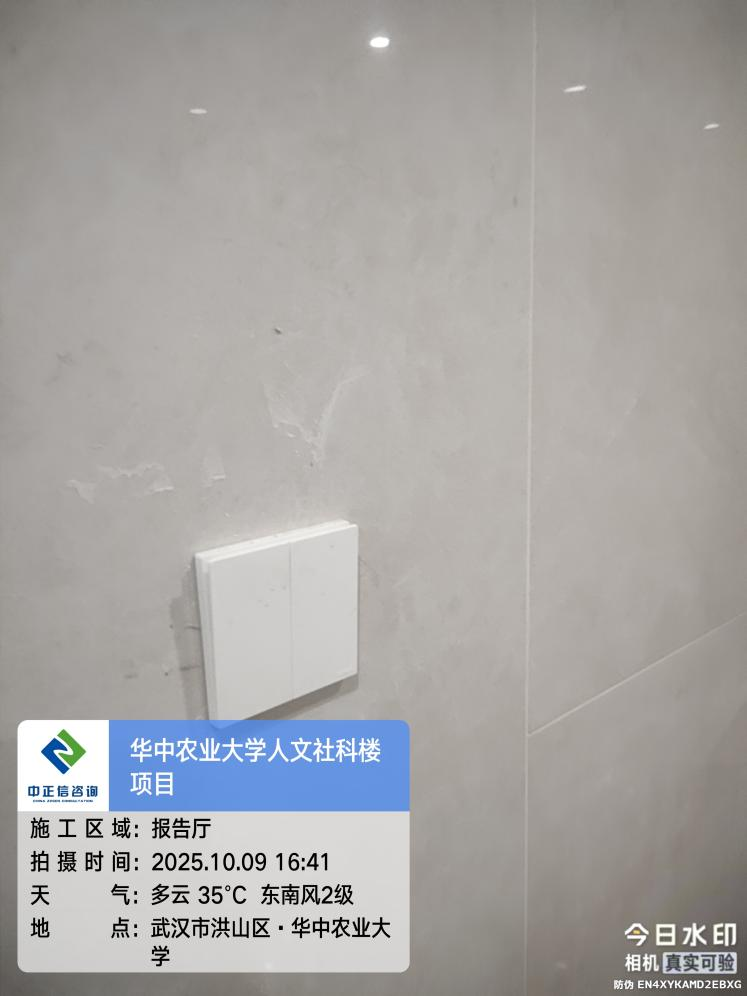 中正信咨询
华中农业大学人文社科楼
项目
施工区域：报告厅
拍摄时间：2025.10.09 16:41
天气：多云 35°C 东南风2级
地点：武汉市洪山区·华中农业大
学
今日水印
相机 真实可验
防伪 EN4XYKAMD2EBXG